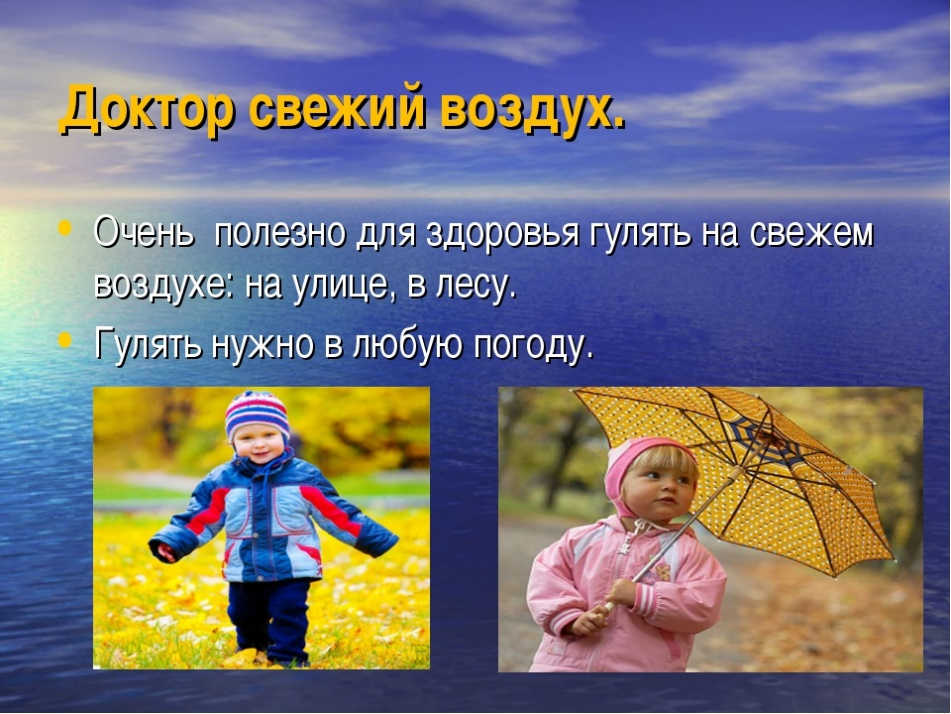 Доктор свежий воздух.
Очень полезно для здоровья гулять на свежем
воздухе: на улице, в лесу.
Гулять нужно в любую погоду.